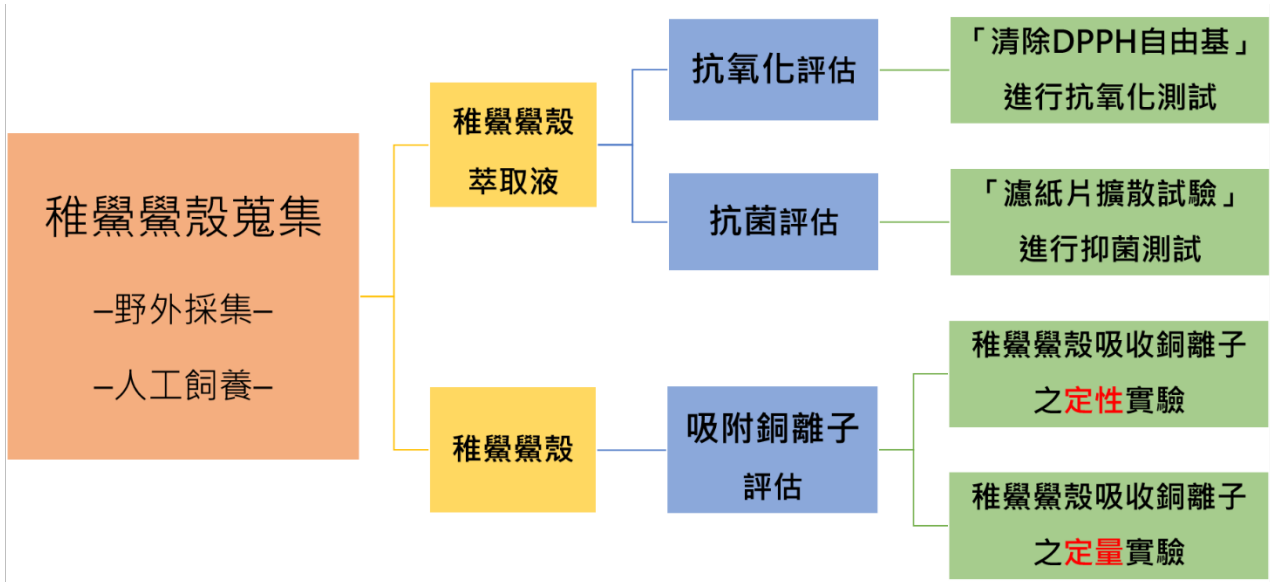 稚鱟鱟殼蒐集
–野外採集–
–人工飼養–
稚鱟鱟殼
萃取液
抗氧化評估
「清除DPPH自由基」
進行抗氧化測試
抗菌評估
「濾紙片擴散試驗」
進行抑菌測試
稚鱟鱟殼
吸附銅離子
評估
稚鱟鱟殼吸收銅離子
之定性實驗
稚鱟鱟殼吸收銅離子
之定量實驗